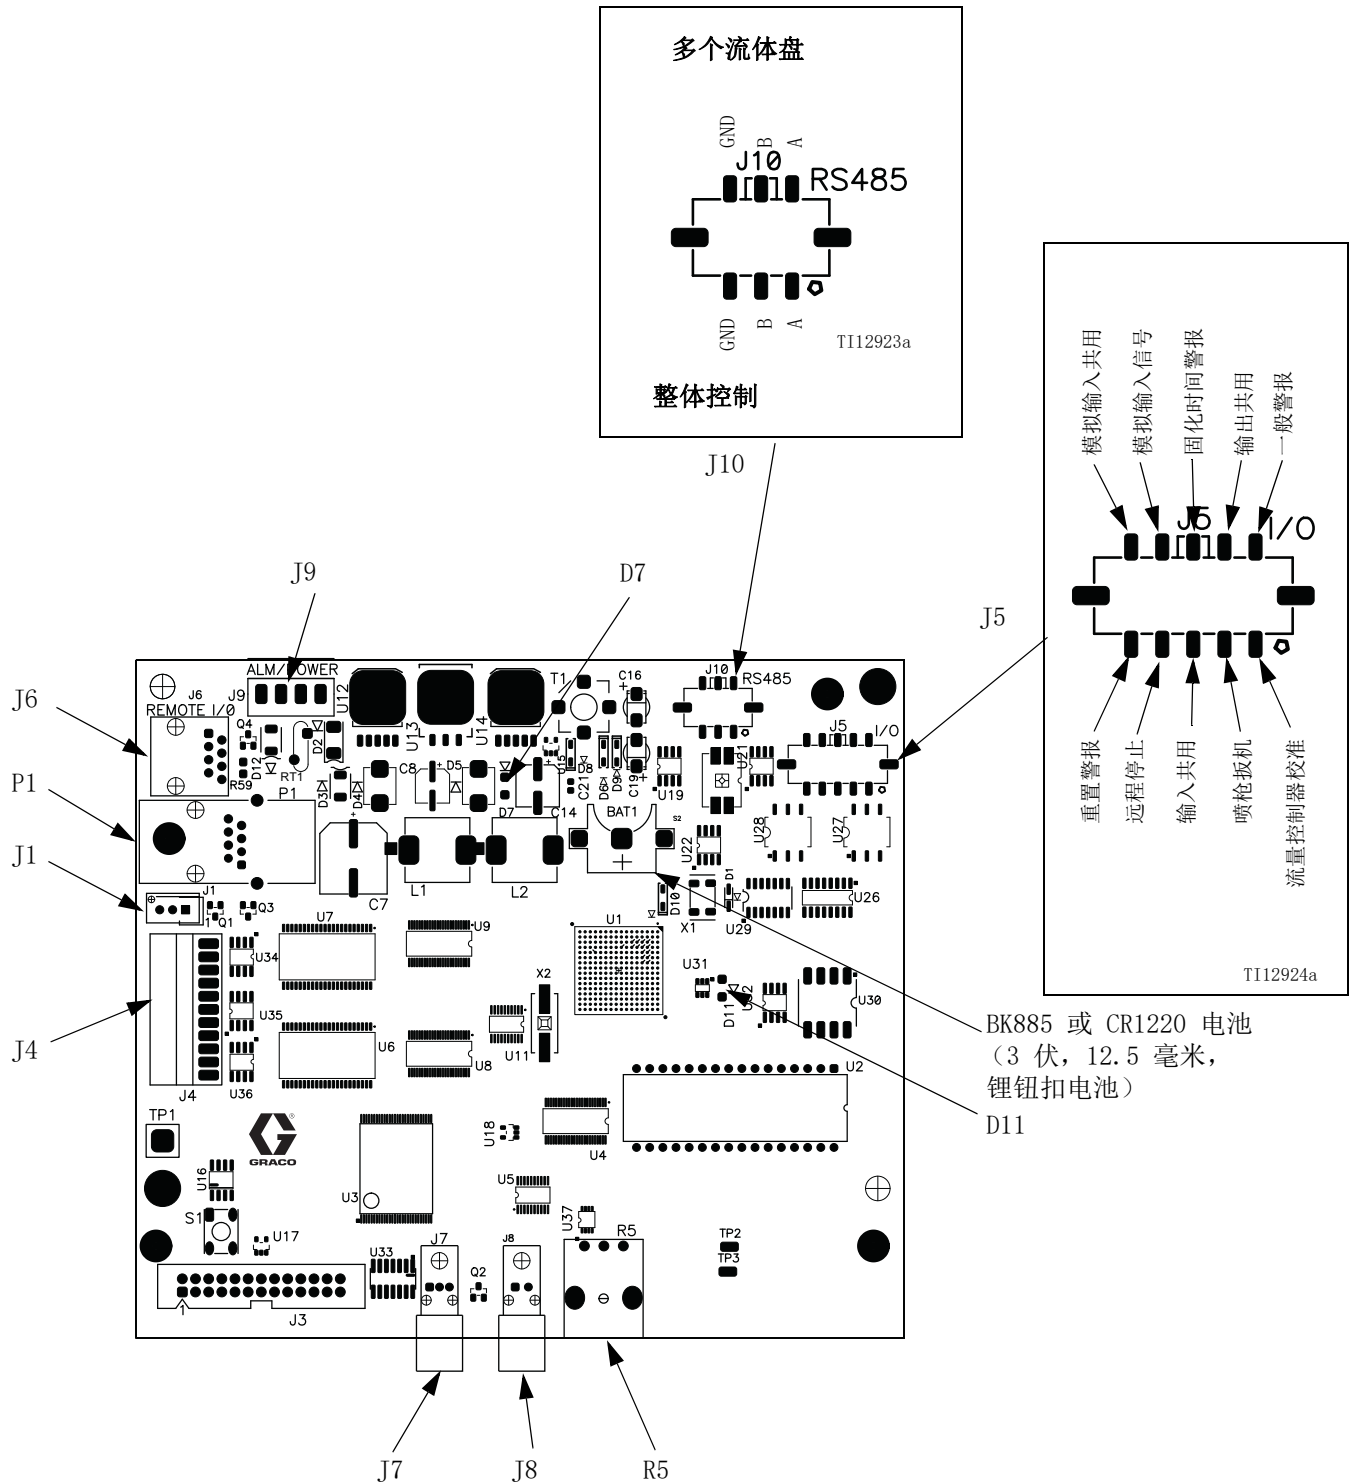 多个流体盘
GND
B
A
J10
RS485
GND
B
A
TI12923a
整体控制
J10
模拟输入共用
模拟输入信号
固化时间警报
输出共用
一般警报
J5
I/O
重置警报
远程停止
输入共用
喷枪扳机
流量控制器校准
TI12924a
J9
D7
J5
J6
P1
J1
J4
ALM/POWER
J9
J6
REMOTE I/O
U12
U13
U14
T1
C16
J10
RS485
J5
I/O
Q4
D12
RT1
D2
R59
P1
D3
D4
C8
D5
D7
C14
U15
D8
C21
D6
D9
C19
U19
U21
BAT1
S2
U22
U28
U27
L1
L2
C7
J1
1
Q1
Q3
U7
U9
U1
D10
X1
D1
U29
U26
U34
U35
U36
J4
U6
U8
U11
X2
U31
D11
U32
U30
U2
BK885 或 CR1220 电池
（3 伏, 12.5 毫米,
锂钮扣电池）
D11
TP1
GRACO
®
U16
S1
U17
U3
U18
U4
U5
U37
R5
TP2
TP3
U33
J7
Q2
J8
1
J3
J7
J8
R5